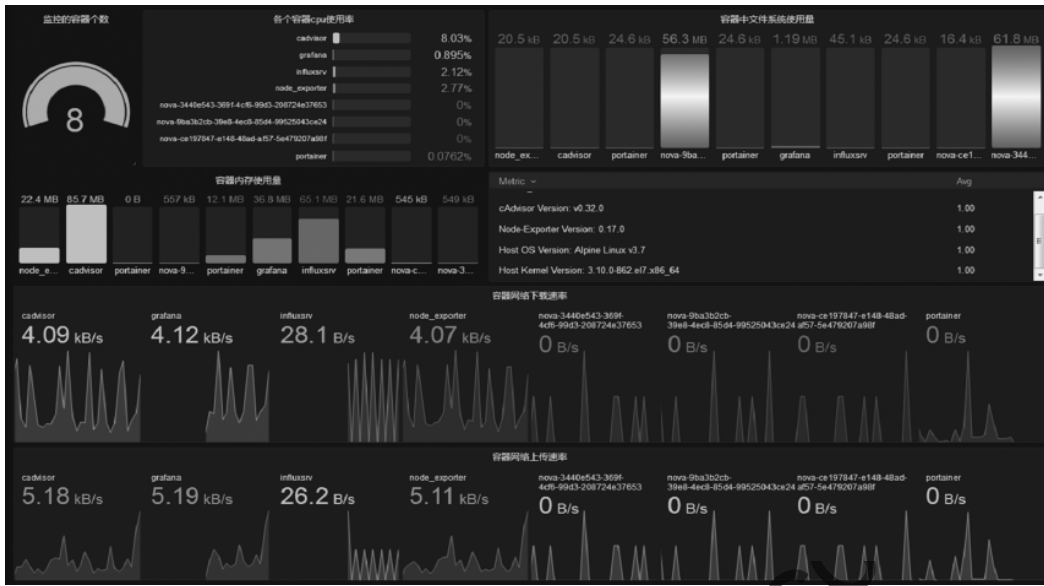 监控的容器个数
8
各个容器cpu使用率
cadvisor 8.03%
grafana 0.895%
influxsrv 2.12%
node_exporter 2.77%
nova-3440e543-369f-4cf6-99d3-208724e37653 0%
nova-9ba3b2cb-39e8-4ec8-85d4-99525043ce24 0%
nova-ce197847-e148-48ad-af57-5e479207a98f 0%
portainer 0.0762%
容器中文件系统使用量
20.5 kB 20.5 kB 24.6 kB 56.3 MB 24.6 kB 1.19 MB 45.1 kB 24.6 kB 16.4 kB 61.8 MB
node_ex... cadvisor portainer nova-9ba... portainer grafana influxsrv portainer nova-ce1... nova-344...
容器内存使用量
22.4 MB 85.7 MB 0 B 557 kB 12.1 MB 36.8 MB 65.1 MB 21.6 MB 545 kB 549 kB
node_e... cadvisor portainer nova-9... portainer grafana influxsrv portainer nova-c... nova-3...
Metric Avg
cAdvisor Version: v0.32.0 1.00
Node-Exporter Version: 0.17.0 1.00
Host OS Version: Alpine Linux v3.7 1.00
Host Kernel Version: 3.10.0-862.el7.x86_64 1.00
容器网络下载速率
cadvisor
4.09 kB/s
grafana
4.12 kB/s
influxsrv
28.1 B/s
node_exporter
4.07 kB/s
nova-3440e543-369f-
4cf6-99d3-208724e37653
0 B/s
nova-9ba3b2cb-
39e8-4ec8-85d4-99525043ce24
0 B/s
nova-ce197847-e148-48ad-
af57-5e479207a98f
0 B/s
portainer
0 B/s
容器网络上传速率
cadvisor
5.18 kB/s
grafana
5.19 kB/s
influxsrv
26.2 B/s
node_exporter
5.11 kB/s
nova-3440e543-369f-
4cf6-99d3-208724e37653
0 B/s
nova-9ba3b2cb-
39e8-4ec8-85d4-99525043ce24
0 B/s
nova-ce197847-e148-48ad-
af57-5e479207a98f
0 B/s
portainer
0 B/s